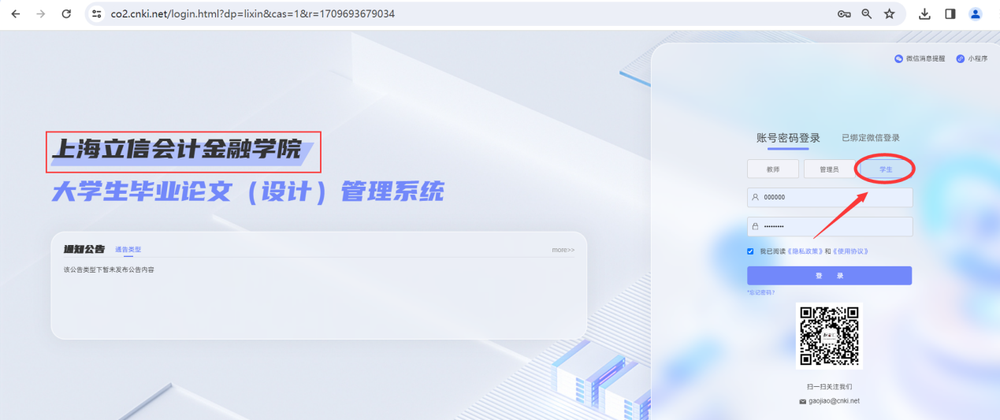 co2.cnki.net/login.html?dp=lixin&cas=1&r=1709693679034
微信消息提醒 小程序
上海立信会计金融学院
大学生毕业论文（设计）管理系统
通知公告 通告类型 more>>
该公告类型下暂未发布公告内容
账号密码登录 已绑定微信登录
教师 管理员 学生
000000
•••••••••
我已阅读《隐私政策》和《使用协议》
登 录
*忘记密码？
扫一扫关注我们
gaojiao@cnki.net